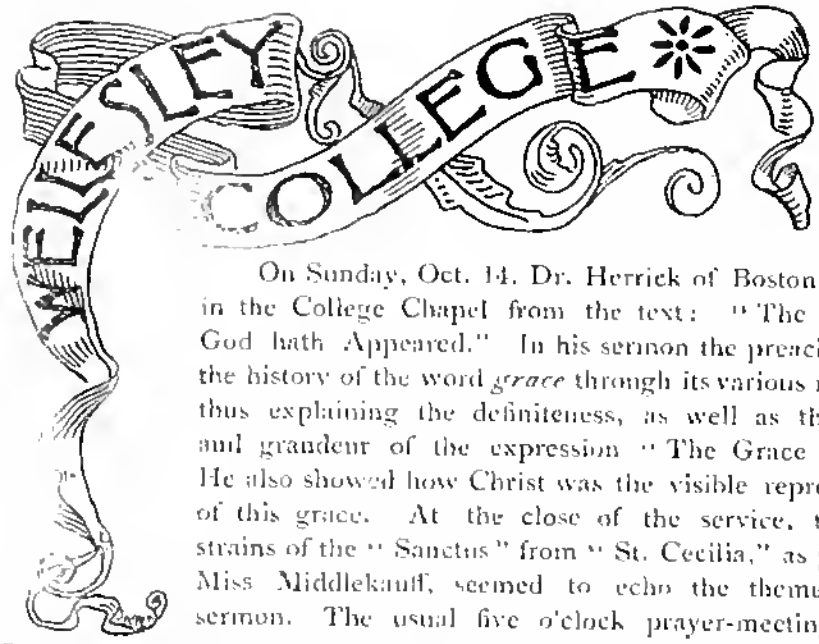 WELLESLEY COLLEGE
On Sunday, Oct. 14. Dr. Herrick of Boston
in the College Chapel from the text: "The
God hath Appeared." In his sermon the preach
the history of the word grace through its various
thus explaining the definiteness, as well as th
and grandeur of the expression "The Grace
He also showed how Christ was the visible repr
of this grace. At the close of the service, t
strains of the "Sanctus" from "St. Cecilia," as
Miss Middlekauff, seemed to echo the theme
sermon. The usual five o'clock prayer-meetin